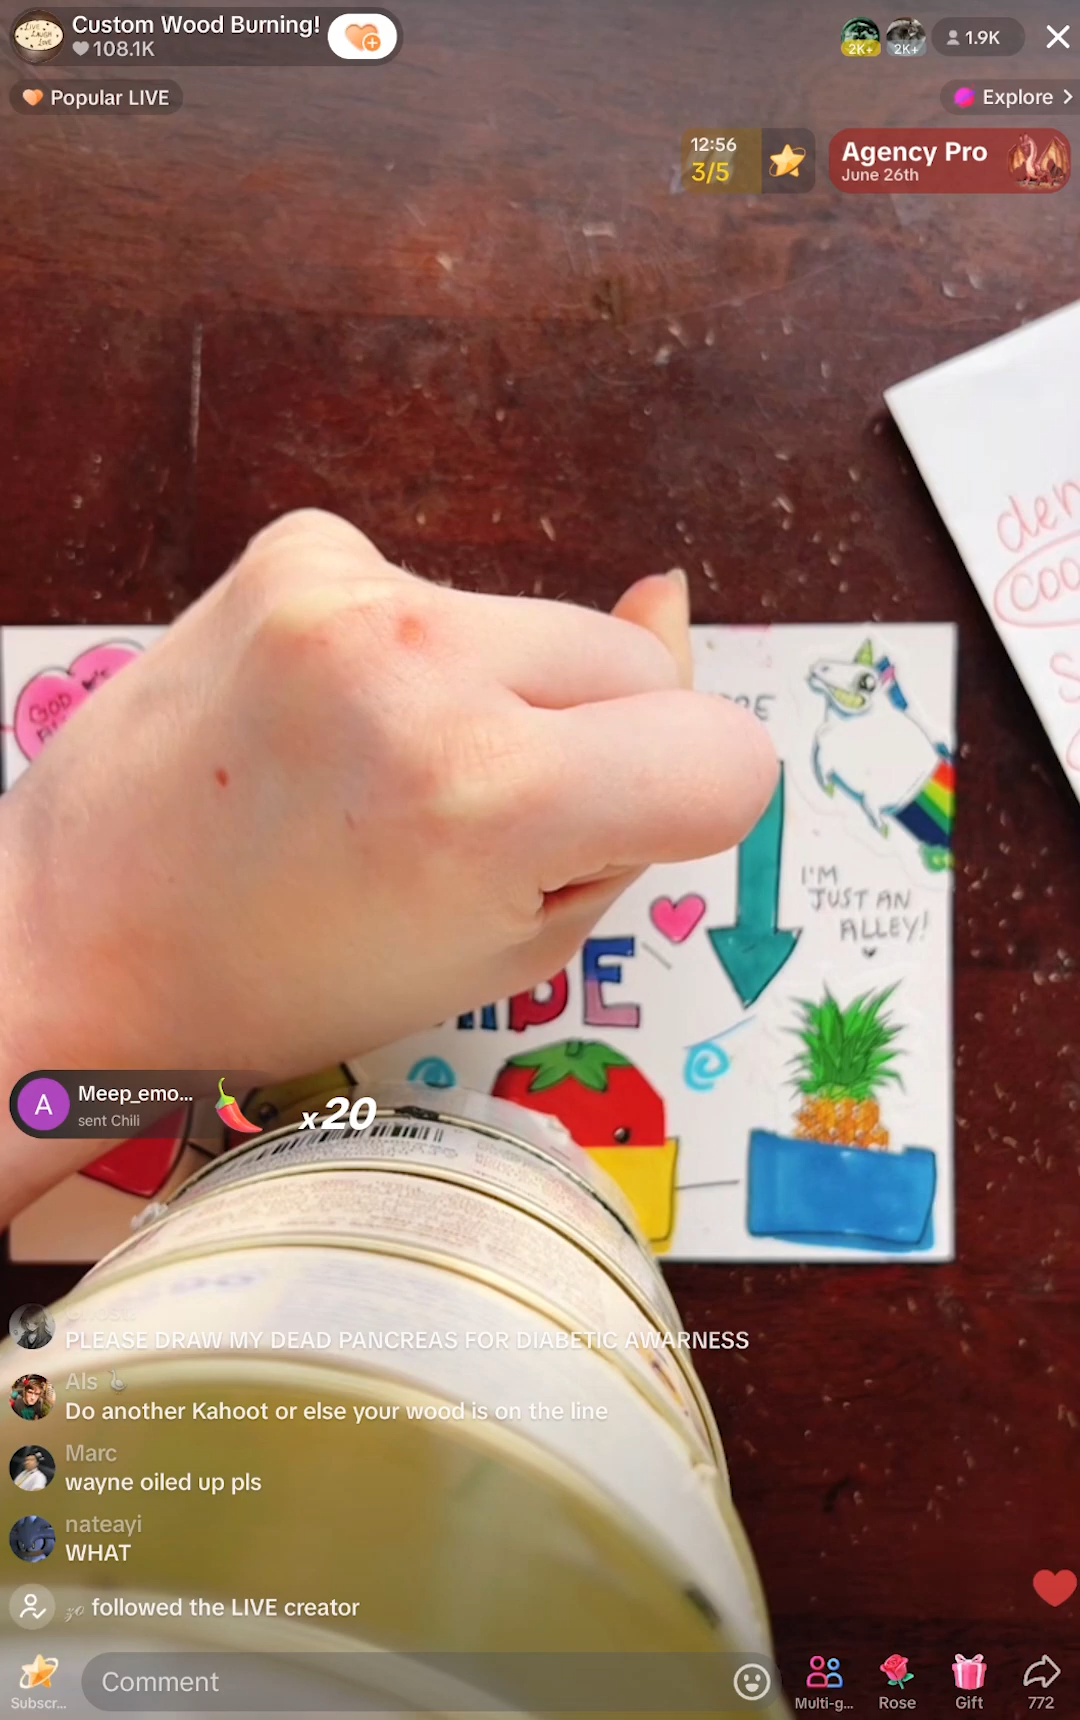 Custom Wood Burning!
108.1K
2K+
2K+
1.9K
Popular LIVE
Explore
12:56
3/5
Agency Pro
June 26th
GOD
I'M
JUST AN
ALLEY!
Meep_emo...
sent Chili
x20
A
PLEASE DRAW MY DEAD PANCREAS FOR DIABETIC AWARNESS
Als
Do another Kahoot or else your wood is on the line
Marc
wayne oiled up pls
nateayi
WHAT
zo followed the LIVE creator
Subscr...
Comment
Multi-g...
Rose
Gift
772